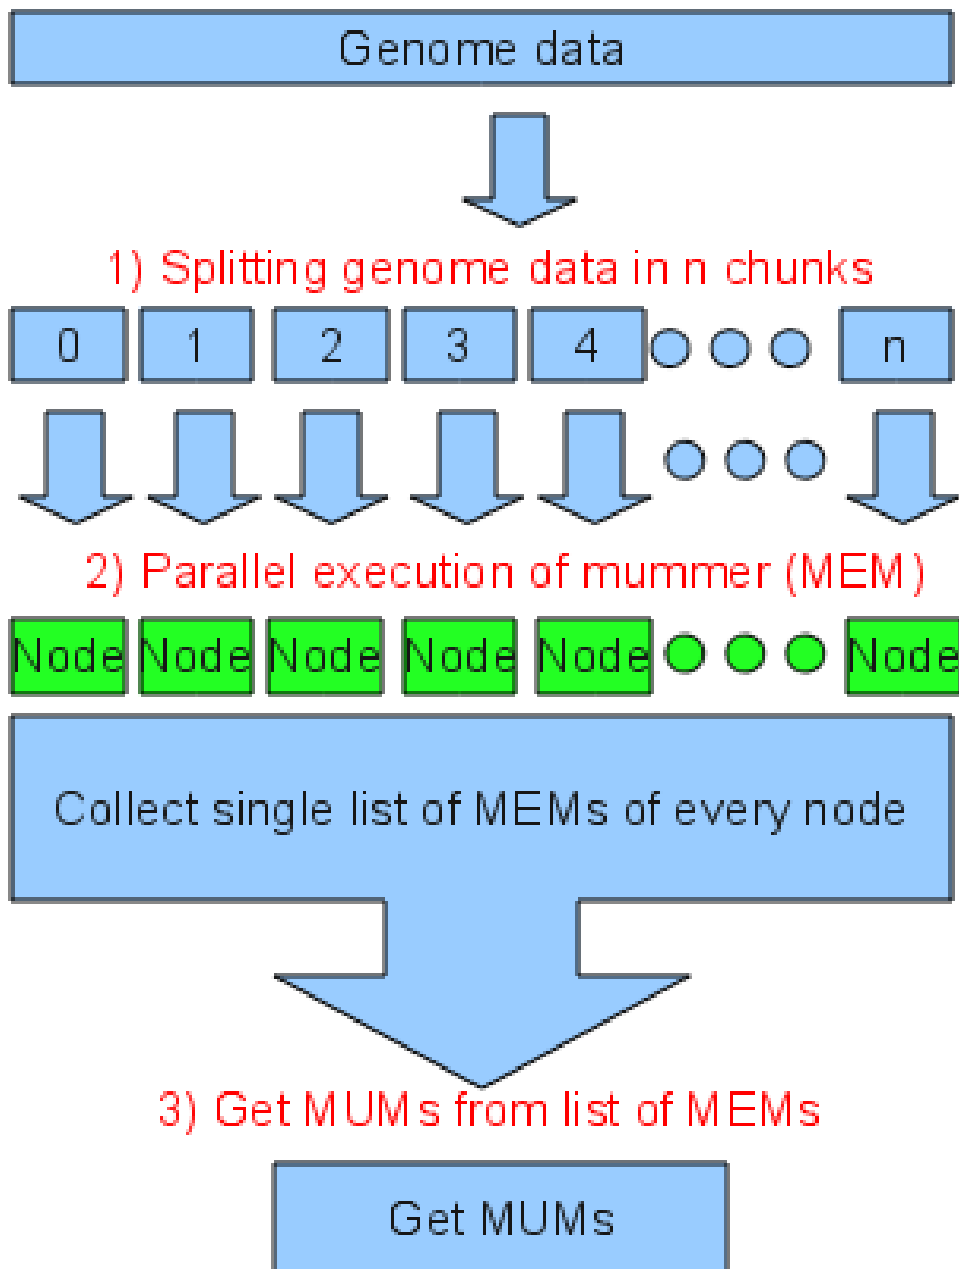 Genome data
1) Splitting genome data in n chunks
0 1 2 3 4 n
2) Parallel execution of mummer (MEM)
Node Node Node Node Node Node
Collect single list of MEMs of every node
3) Get MUMs from list of MEMs
Get MUMs